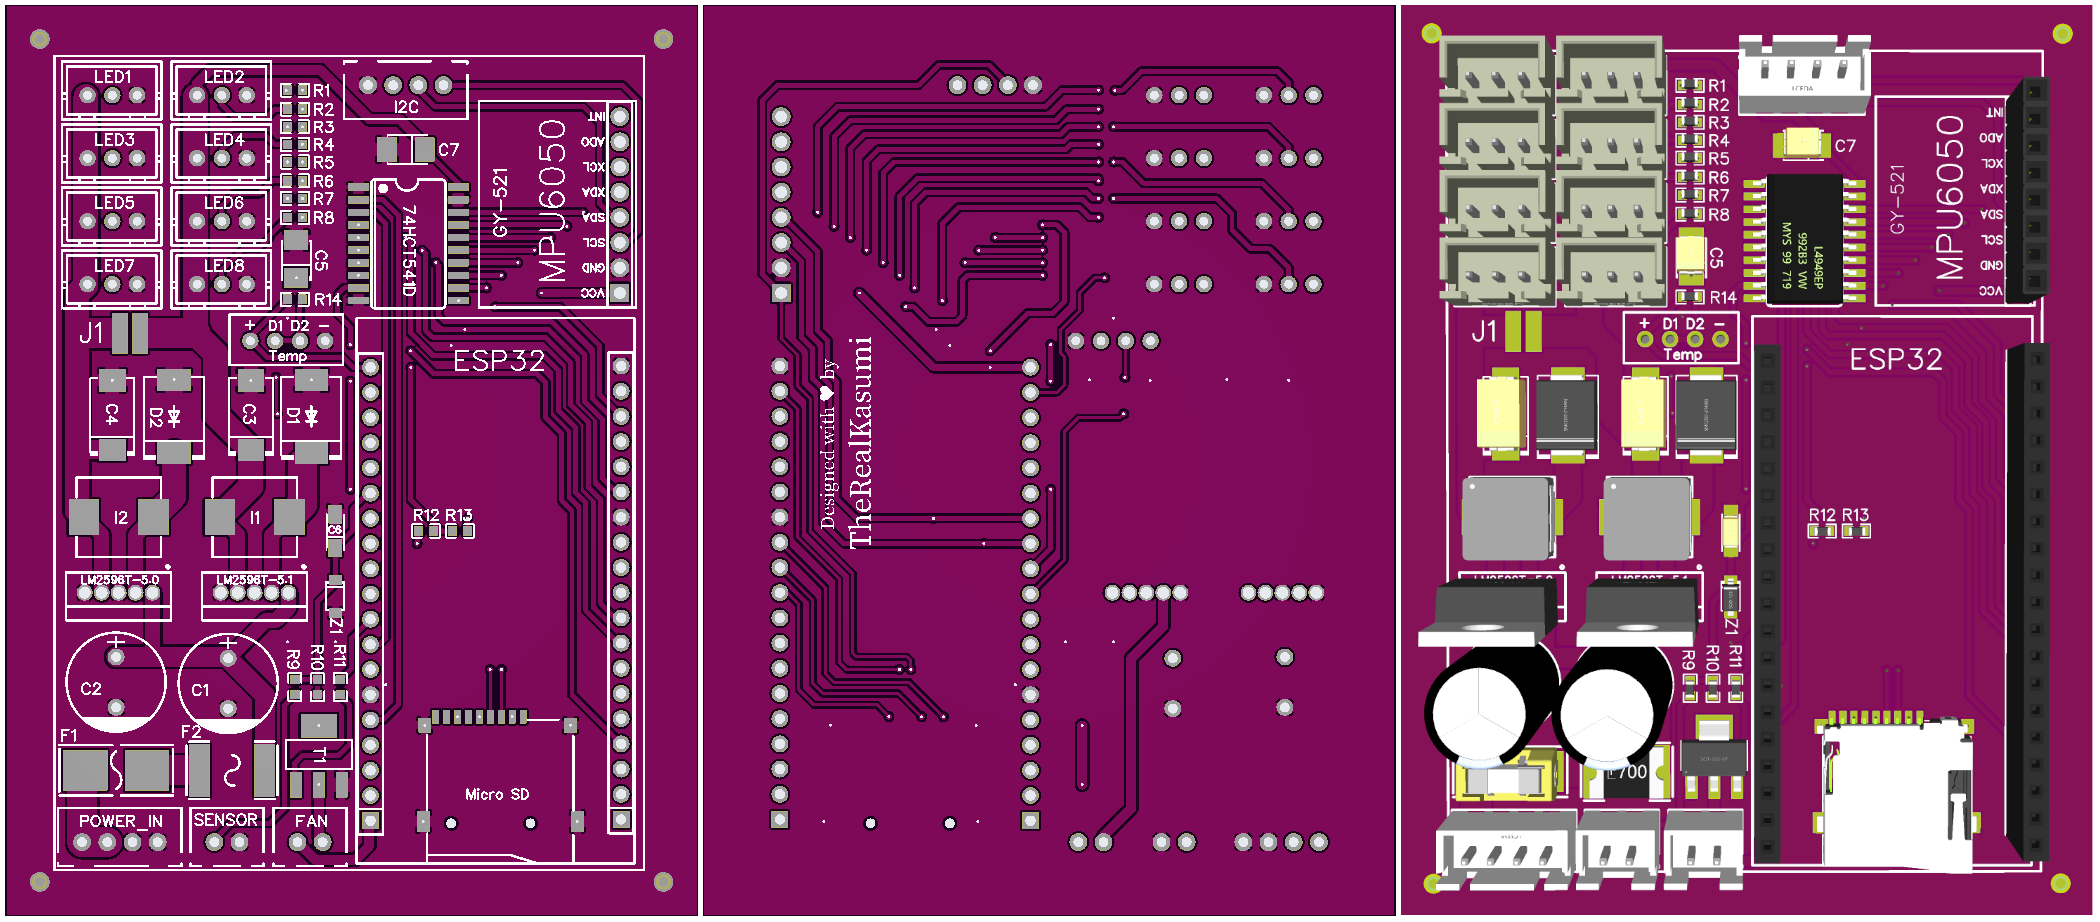 LED1
LED2
LED3
LED4
LED5
LED6
LED7
LED8
R1
R2
R3
R4
R5
R6
R7
R8
C5
R14
I2C
C7
74HCT541D
GY-521
MPU6050
INT
ADO
XCL
XDA
SDA
SCL
GND
VCC
J1
+ D1 D2 -
Temp
ESP32
C4
D2
C3
D1
I2
I1
C6
R12 R13
LM2596T-5.0
LM2596T-5.1
Z1
+
C2
+
C1
R9
R10
R11
F1
F2
T1
Micro SD
POWER_IN
SENSOR
FAN
Designed with ♥ by
TheRealKasumi
R1
R2
R3
R4
R5
R6
R7
R8
C5
R14
LCEDA
C7
L4949EP
992B3 VW
MYS 99 719
GY-521
MPU6050
INT
ADO
XCL
XDA
SDA
SCL
GND
VCC
J1
+ D1 D2 -
Temp
ESP32
R12 R13
Z1
R9
R10
R11